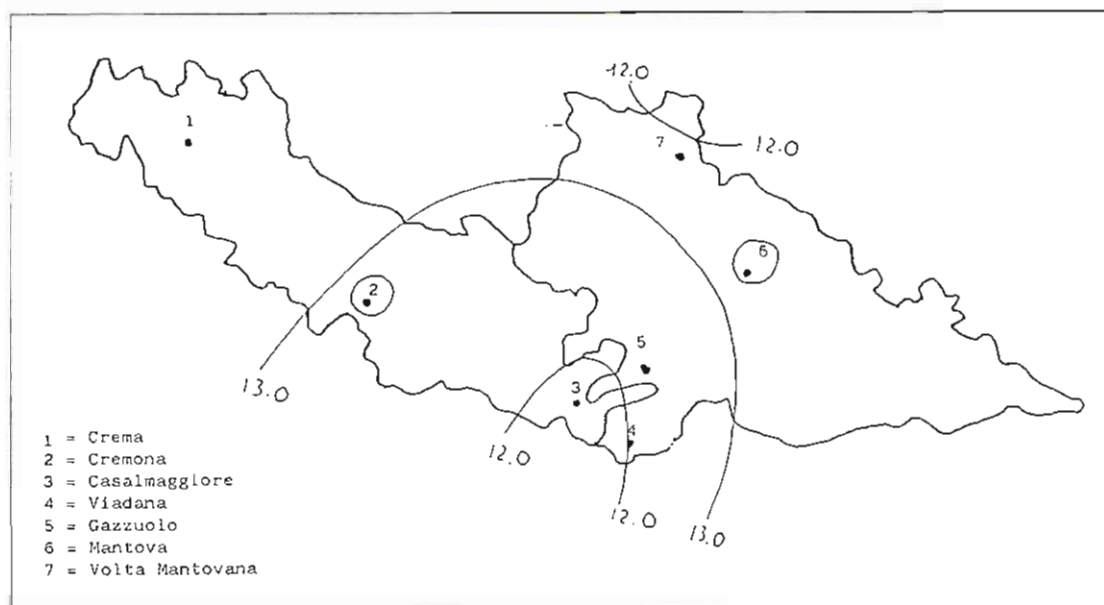 12.0
1
7
12.0
6
2
5
13.0
3
4
12.0
12.0
13.0
1 = Crema
2 = Cremona
3 = Casalmaggiore
4 = Viadana
5 = Gazzuolo
6 = Mantova
7 = Volta Mantovana